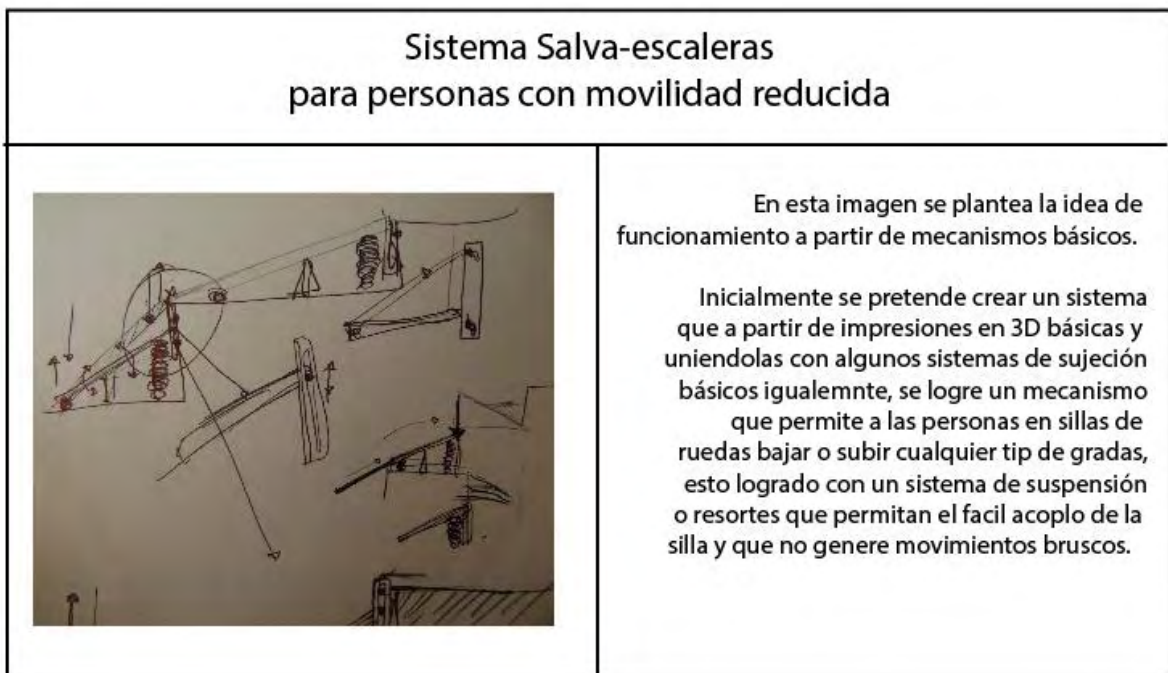 Sistema Salva-escaleras
para personas con movilidad reducida
En esta imagen se plantea la idea de
funcionamiento a partir de mecanismos básicos.
Inicialmente se pretende crear un sistema
que a partir de impresiones en 3D básicas y
uniendolas con algunos sistemas de sujeción
básicos igualemnte, se logre un mecanismo
que permite a las personas en sillas de
ruedas bajar o subir cualquier tip de gradas,
esto logrado con un sistema de suspensión
o resortes que permitan el facil acoplo de la
silla y que no genere movimientos bruscos.